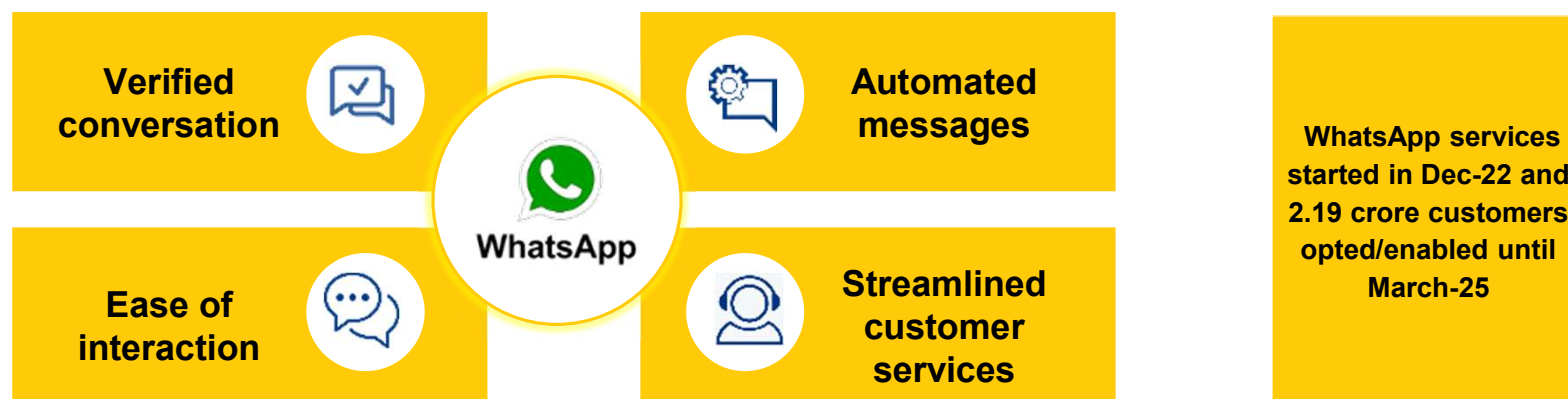 Verified
conversation
Automated
messages
WhatsApp
Ease of
interaction
Streamlined
customer
services
WhatsApp services
started in Dec-22 and
2.19 crore customers
opted/enabled until
March-25